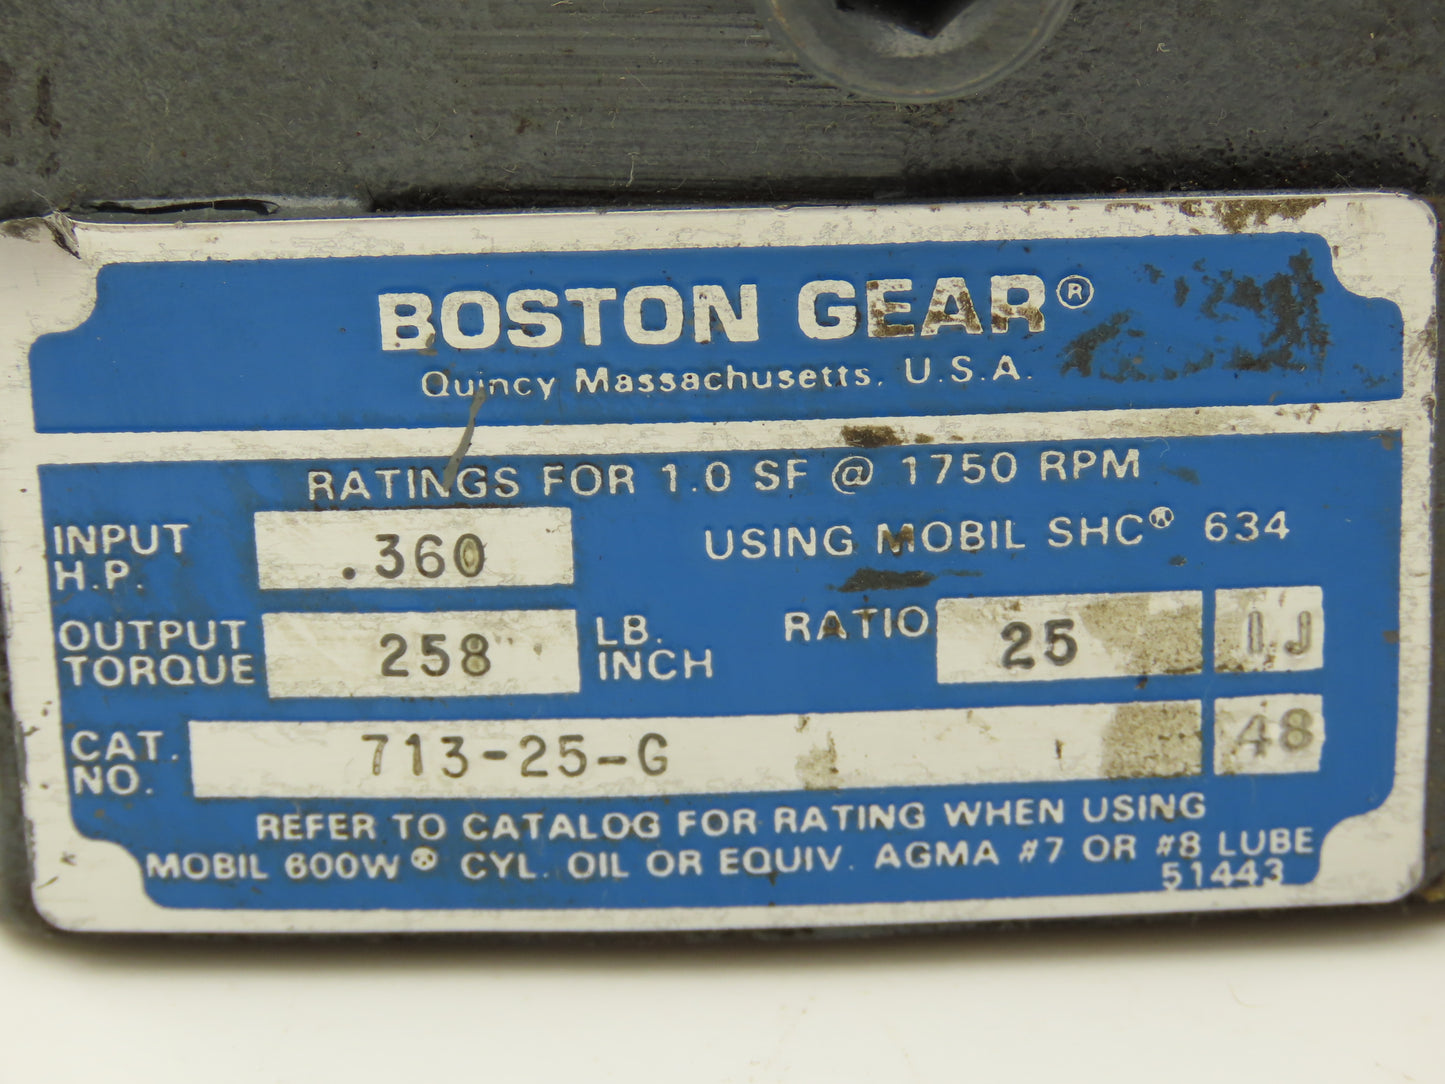 BOSTON GEAR®
Quincy Massachusetts, U.S.A.
RATINGS FOR 1.0 SF @ 1750 RPM
INPUT H.P. .360 USING MOBIL SHC® 634
OUTPUT TORQUE 258 LB. INCH RATIO 25 IJ
CAT. NO. 713-25-G 48
REFER TO CATALOG FOR RATING WHEN USING
MOBIL 600W® CYL. OIL OR EQUIV. AGMA #7 OR #8 LUBE
51443